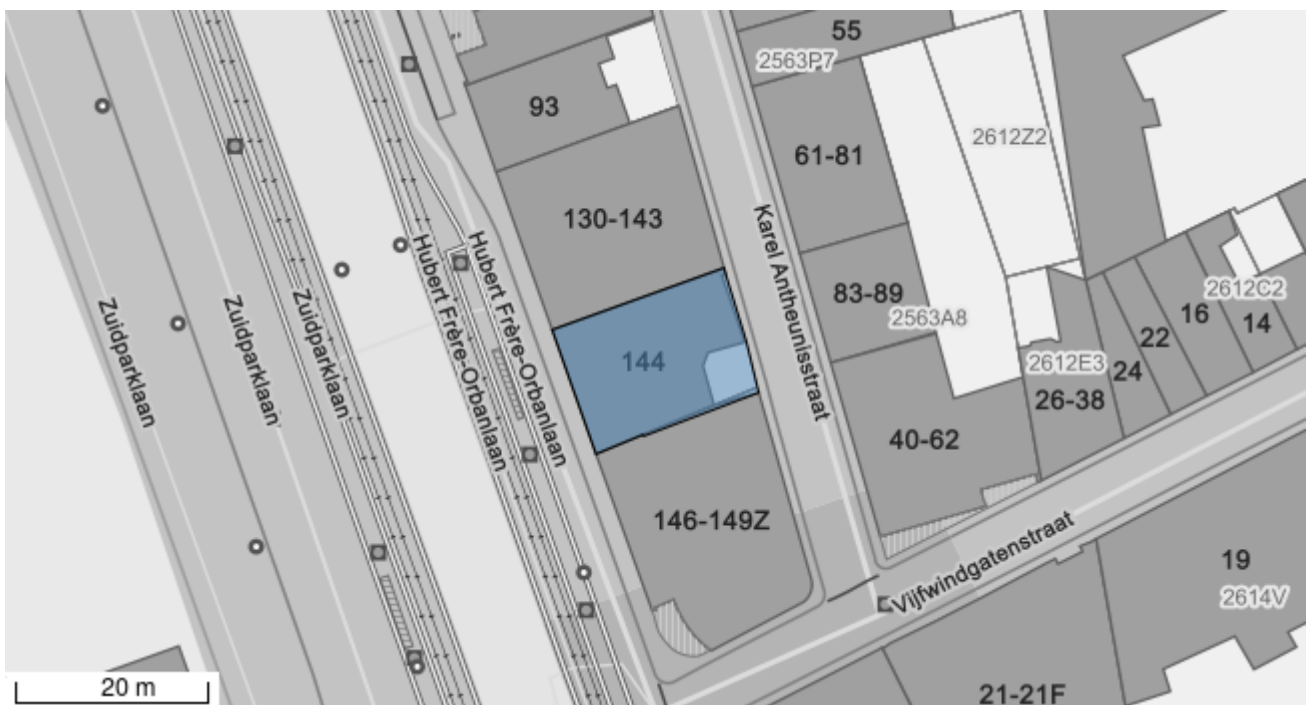 55
2563P7
93
61-81
2612Z2
130-143
Karel Antheunisstraat
83-89
2563A8
16
2612C2
14
22
24
2612E3
26-38
Hubert Frère-Orbanlaan
Hubert Frère-Orbanlaan
Zuidparklaan
Zuidparklaan
Zuidparklaan
144
40-62
146-149Z
Vijfwindgatenstraat
19
2614V
20 m
21-21F